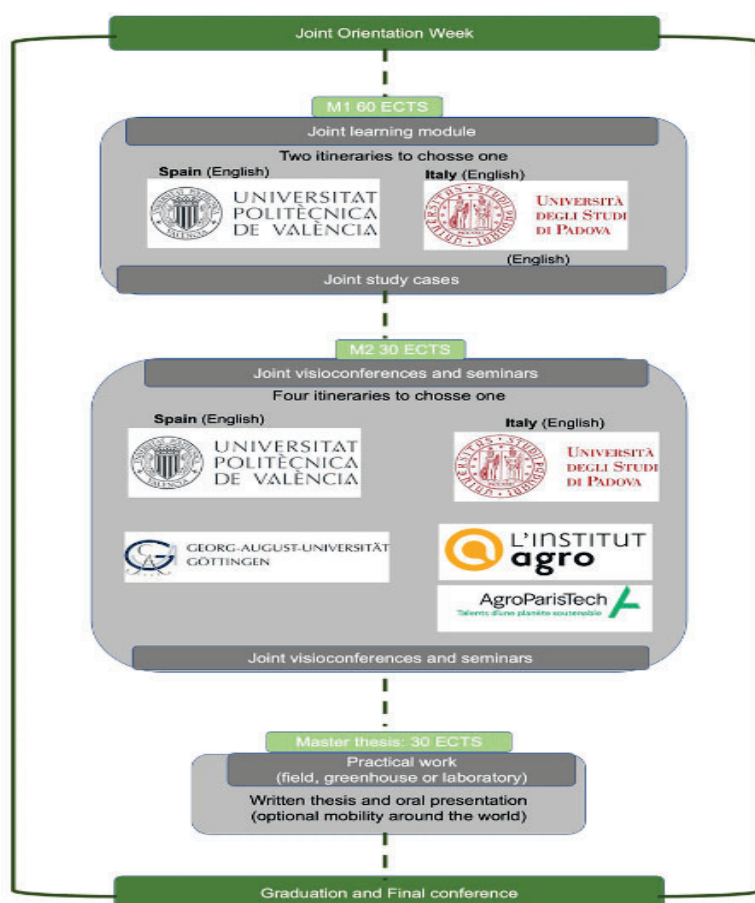 Joint Orientation Week
M1 60 ECTS
Joint learning module
Two itineraries to chosse one
Spain (English)
Italy (English)
UNIVERSITAT
POLITÈCNICA
DE VALÈNCIA
UNIVERSITÀ
DEGLI STUDI
DI PADOVA
(English)
Joint study cases
M2 30 ECTS
Joint visioconferences and seminars
Four itineraries to chosse one
Spain (English)
Italy (English)
UNIVERSITAT
POLITÈCNICA
DE VALÈNCIA
UNIVERSITÀ
DEGLI STUDI
DI PADOVA
GEORG-AUGUST-UNIVERSITÄT
GÖTTINGEN
L'INSTITUT
agro
AgroParisTech
Talents d'une planète soutenable
Joint visioconferences and seminars
Master thesis: 30 ECTS
Practical work
(field, greenhouse or laboratory)
Written thesis and oral presentation
(optional mobility around the world)
Graduation and Final conference